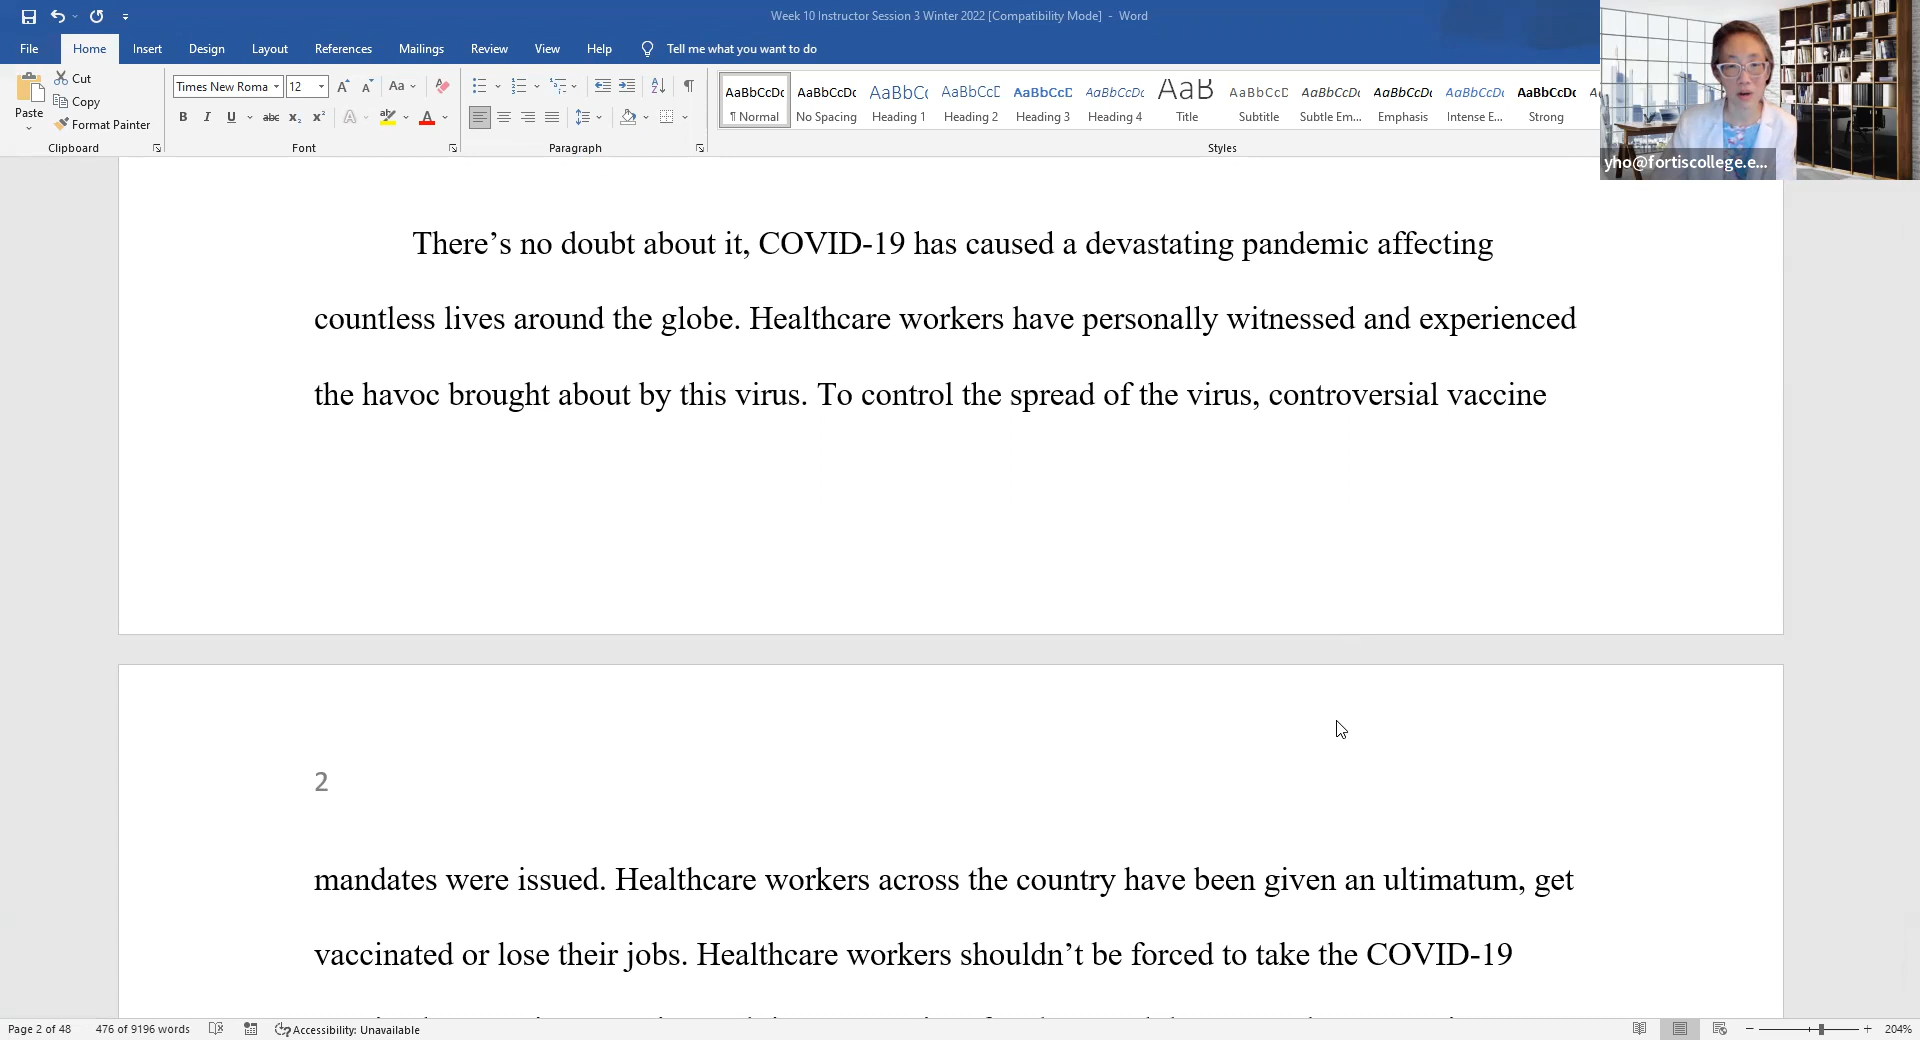 Week 10 Instructor Session 3 Winter 2022 [Compatibility Mode] - Word
File Home Insert Design Layout References Mailings Review View Help Tell me what you want to do
Paste
Cut
Copy
Format Painter
Clipboard
Times New Roma 12
Font
Paragraph
AaBbCcDc AaBbCcDc AaBbC AaBbCcD AaBbCcD AaBbCcDc AaB AaBbCcD AaBbCcDc AaBbCcDc AaBbCcDc AaBbCcDc
¶ Normal No Spacing Heading 1 Heading 2 Heading 3 Heading 4 Title Subtitle Subtle Em... Emphasis Intense E... Strong
Styles
yho@fortiscollege.e...
There’s no doubt about it, COVID-19 has caused a devastating pandemic affecting
countless lives around the globe. Healthcare workers have personally witnessed and experienced
the havoc brought about by this virus. To control the spread of the virus, controversial vaccine
2
mandates were issued. Healthcare workers across the country have been given an ultimatum, get
vaccinated or lose their jobs. Healthcare workers shouldn’t be forced to take the COVID-19
Page 2 of 48 476 of 9196 words Accessibility: Unavailable 204%